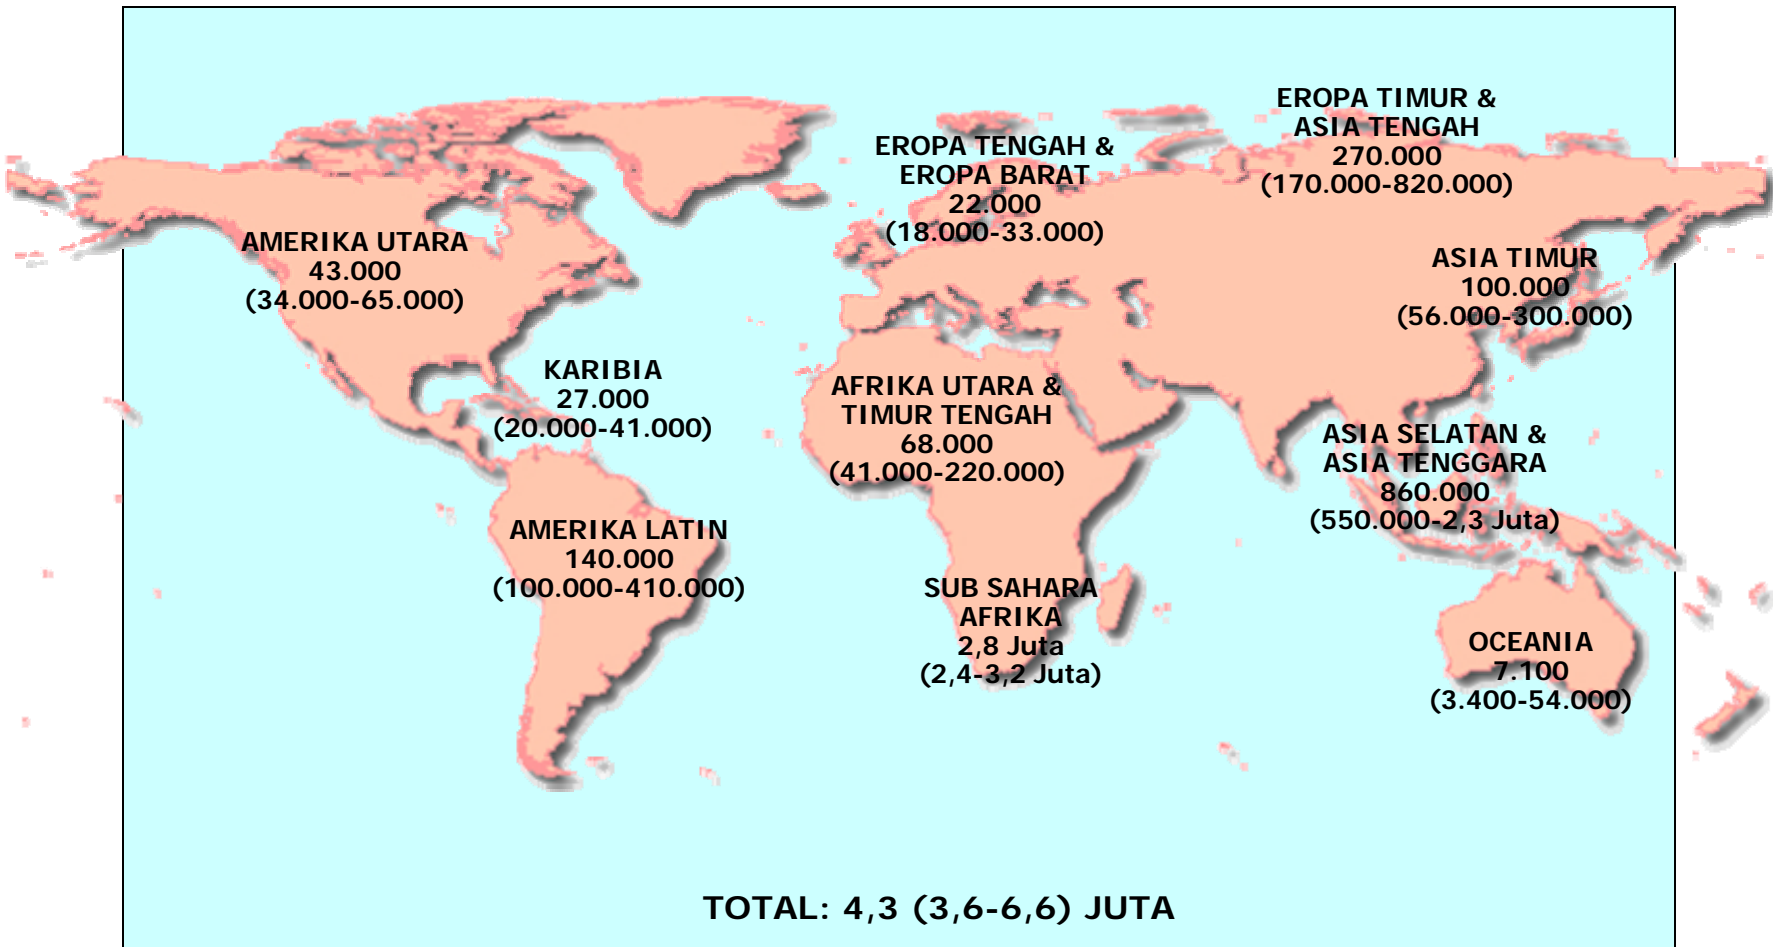 EROPA TIMUR &
ASIA TENGAH
270.000
(170.000-820.000)
EROPA TENGAH &
EROPA BARAT
22.000
(18.000-33.000)
AMERIKA UTARA
43.000
(34.000-65.000)
ASIA TIMUR
100.000
(56.000-300.000)
KARIBIA
27.000
(20.000-41.000)
AFRIKA UTARA &
TIMUR TENGAH
68.000
(41.000-220.000)
ASIA SELATAN &
ASIA TENGGARA
860.000
(550.000-2,3 Juta)
AMERIKA LATIN
140.000
(100.000-410.000)
SUB SAHARA
AFRIKA
2,8 Juta
(2,4-3,2 Juta)
OCEANIA
7.100
(3.400-54.000)
TOTAL: 4,3 (3,6-6,6) JUTA